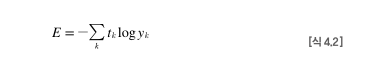 E = −∑ₖ tₖ log yₖ [식 4.2]